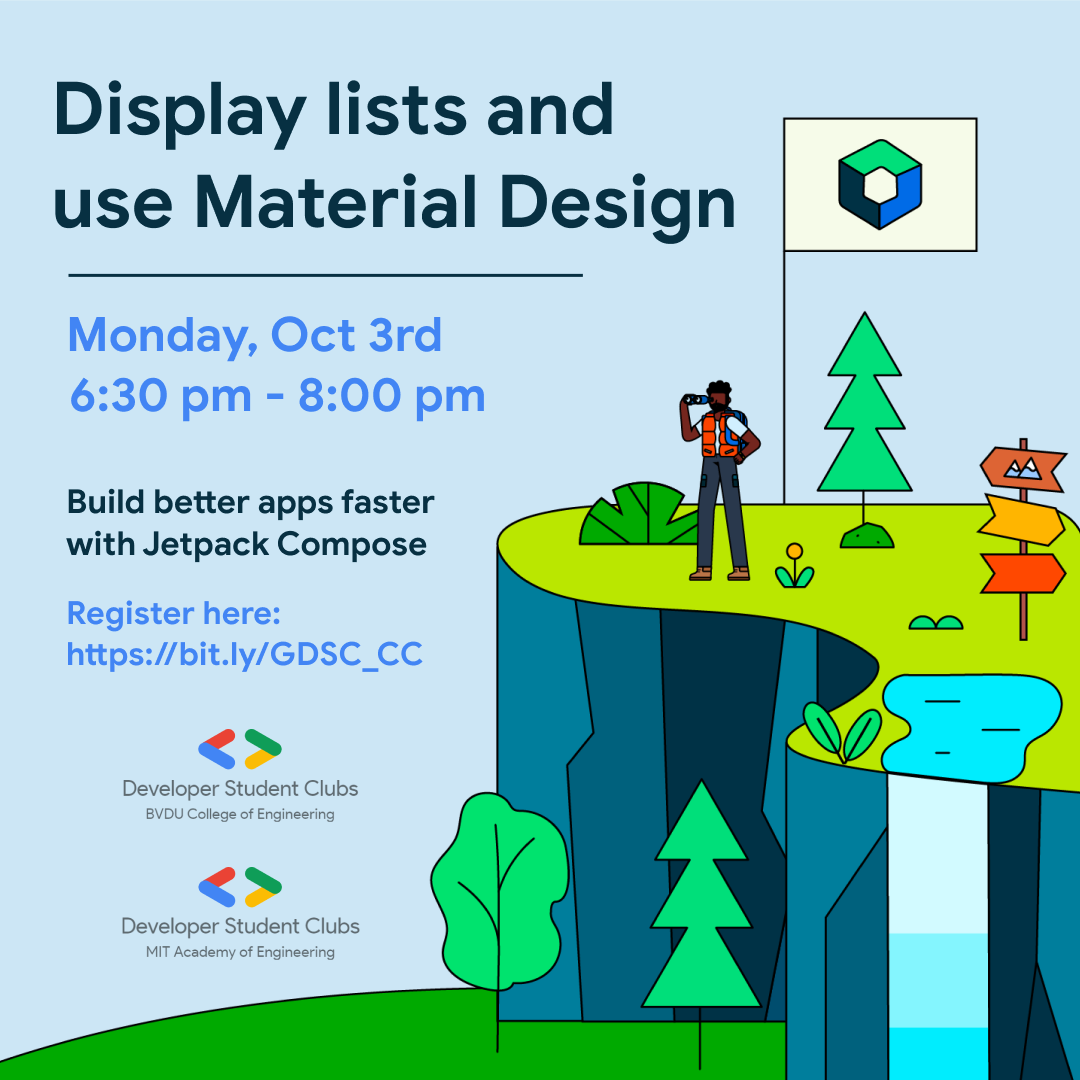 Display lists and
use Material Design
Monday, Oct 3rd
6:30 pm - 8:00 pm
Build better apps faster
with Jetpack Compose
Register here:
https://bit.ly/GDSC_CC
Developer Student Clubs
BVDU College of Engineering
Developer Student Clubs
MIT Academy of Engineering